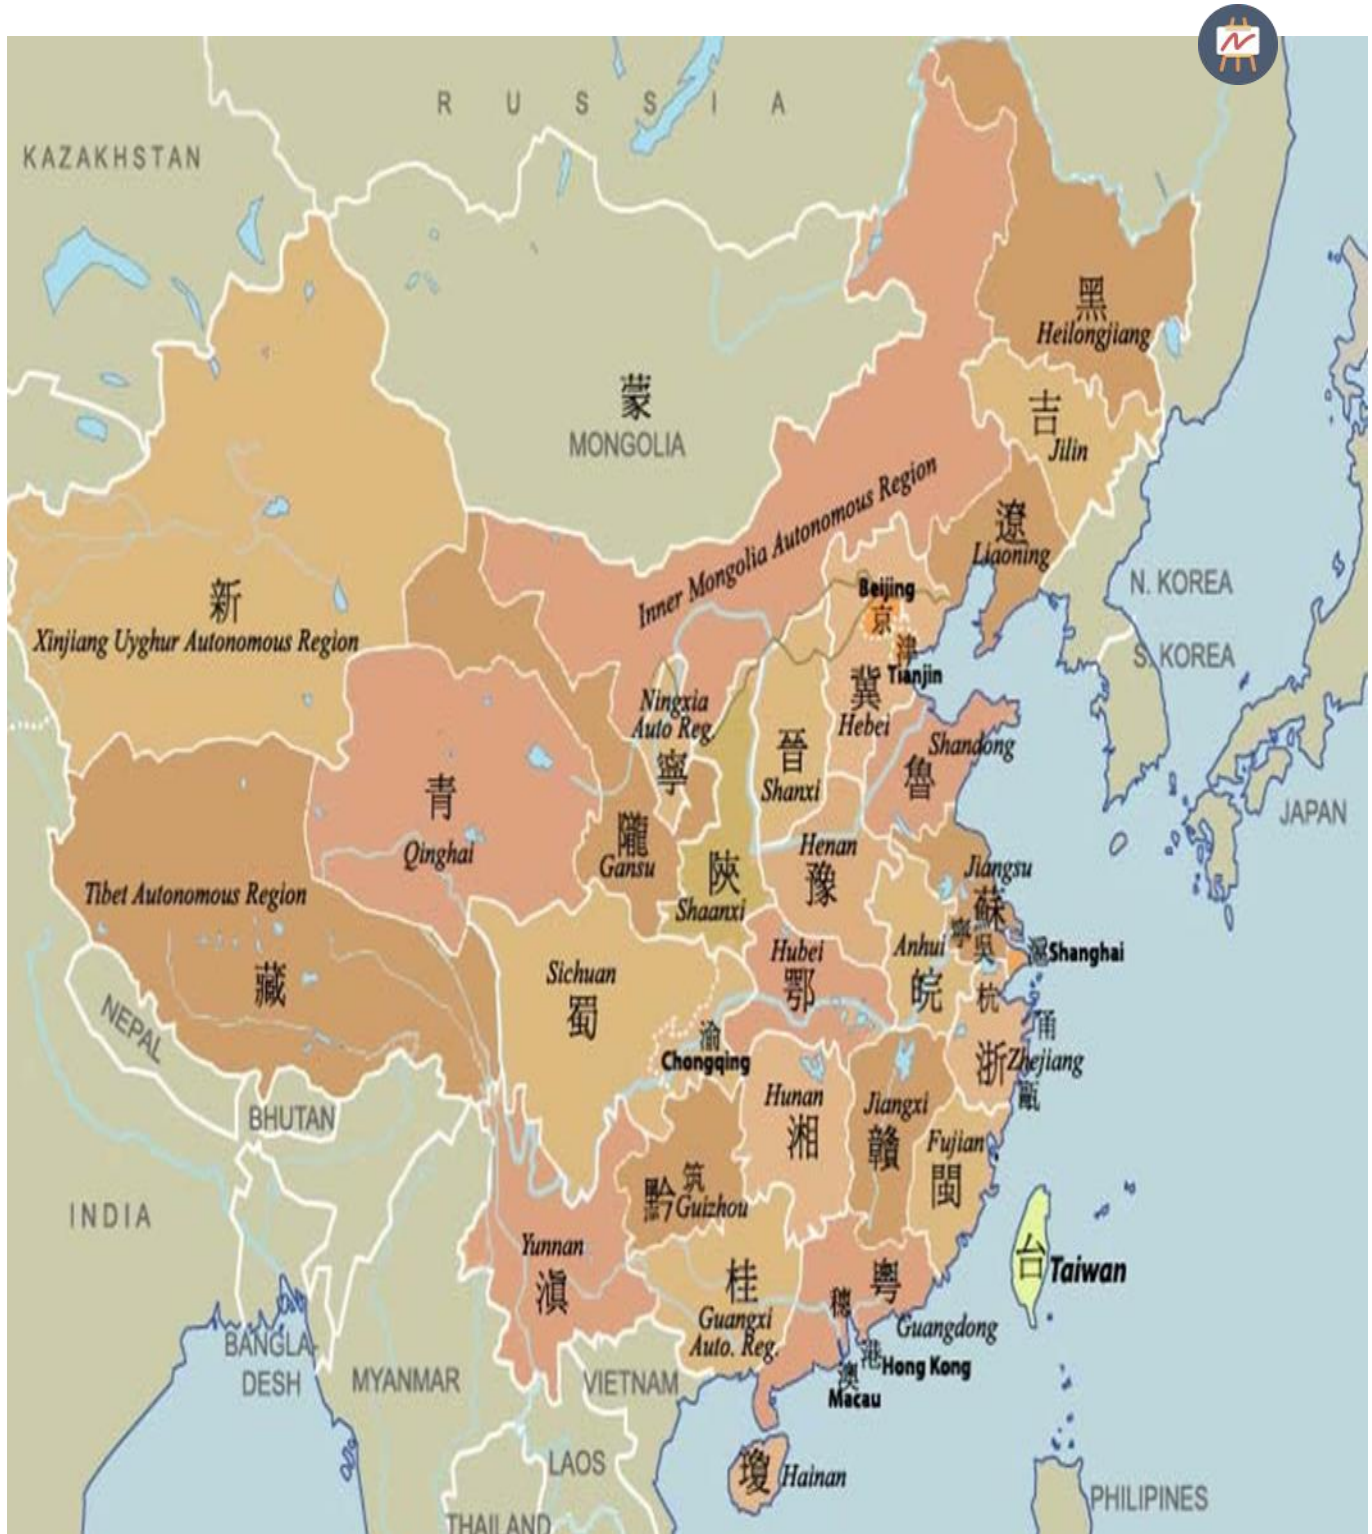 RUSSIA
KAZAKHSTAN
黑
Heilongjiang
蒙
MONGOLIA
吉
Jilin
Inner Mongolia Autonomous Region
遼
Liaoning
新
Xinjiang Uyghur Autonomous Region
Beijing
京
津
Tianjin
N. KOREA
S. KOREA
冀
Hebei
Ningxia
Auto Reg.
寧
晉
Shanxi
Shandong
魯
JAPAN
青
Qinghai
隴
Gansu
陝
Shaanxi
Henan
豫
Jiangsu
蘇
寧
吳
滬
Shanghai
Tibet Autonomous Region
藏
Sichuan
蜀
Hubei
鄂
Anhui
皖
杭
甬
浙
Zhejiang
甌
NEPAL
渝
Chongqing
BHUTAN
Hunan
湘
Jiangxi
贛
Fujian
閩
INDIA
黔
筑
Guizhou
Yunnan
滇
桂
Guangxi
Auto. Reg.
粵
穗
Guangdong
台
Taiwan
港
Hong Kong
澳
Macau
BANGLA-
DESH
MYANMAR
VIETNAM
LAOS
瓊
Hainan
THAILAND
PHILIPINES